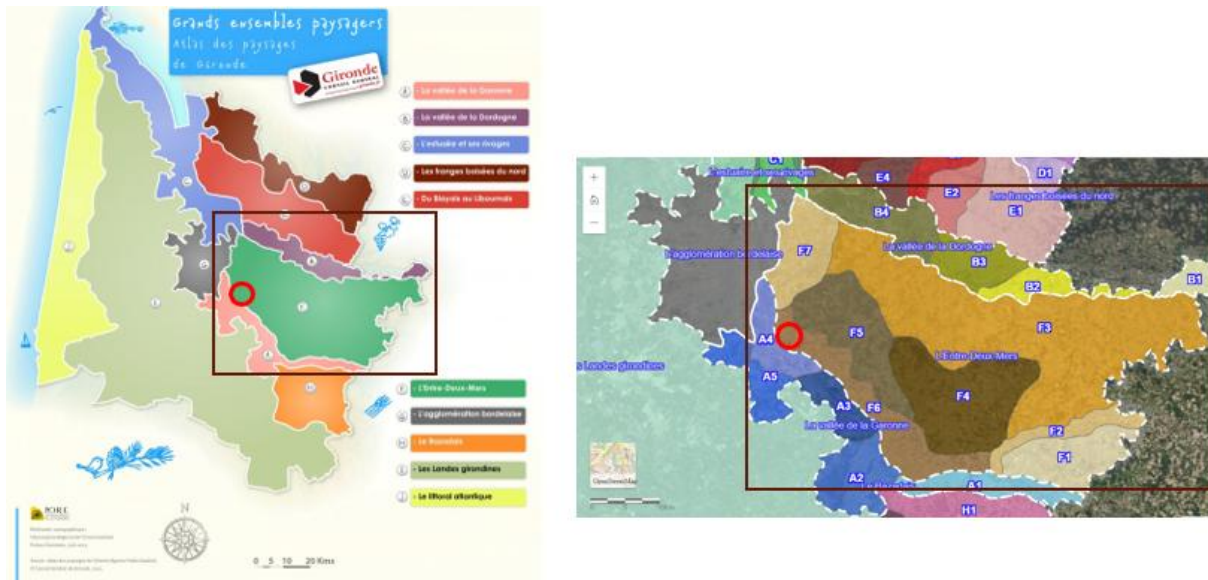 Grands ensembles paysagers
Atlas des paysages
de Gironde
Gironde
- La vallée de la Garonne
- La vallée de la Dordogne
- L'estuaire et ses rivages
- Les franges boisées du nord
- Du Blayais au Libournais
- L'Entre-Deux-Mers
- L'agglomération bordelaise
- Le Bazadais
- Les Landes girondines
- Le littoral atlantique
N
0 5 10 20 Kms
+
−
C1
L'estuaire et ses rivages
E4
E2
D1
Les franges boisées du nord
E1
B4
L'agglomération bordelaise
F7
La vallée de la Dordogne
B3
B2
B1
F3
A4
F5
L'Entre-Deux-Mers
s Landes girondines
A5
A3
F6
F4
La vallée de la Garonne
F2
F1
A2
A1
H1